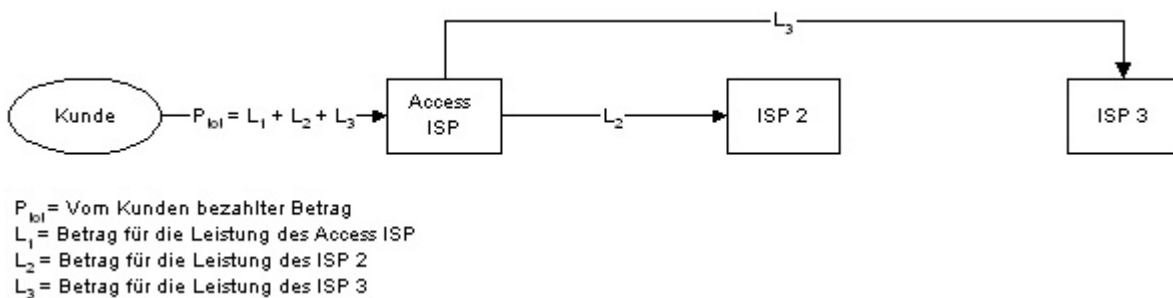 L₃
Kunde
P_tot = L₁ + L₂ + L₃
Access
ISP
L₂
ISP 2
ISP 3
P_tot = Vom Kunden bezahlter Betrag
L₁ = Betrag für die Leistung des Access ISP
L₂ = Betrag für die Leistung des ISP 2
L₃ = Betrag für die Leistung des ISP 3